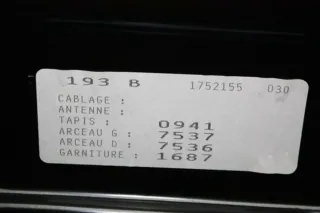 193 B 1752155 030
CABLAGE :
ANTENNE :
TAPIS : 0941
ARCEAU G : 7537
ARCEAU D : 7536
GARNITURE : 1687